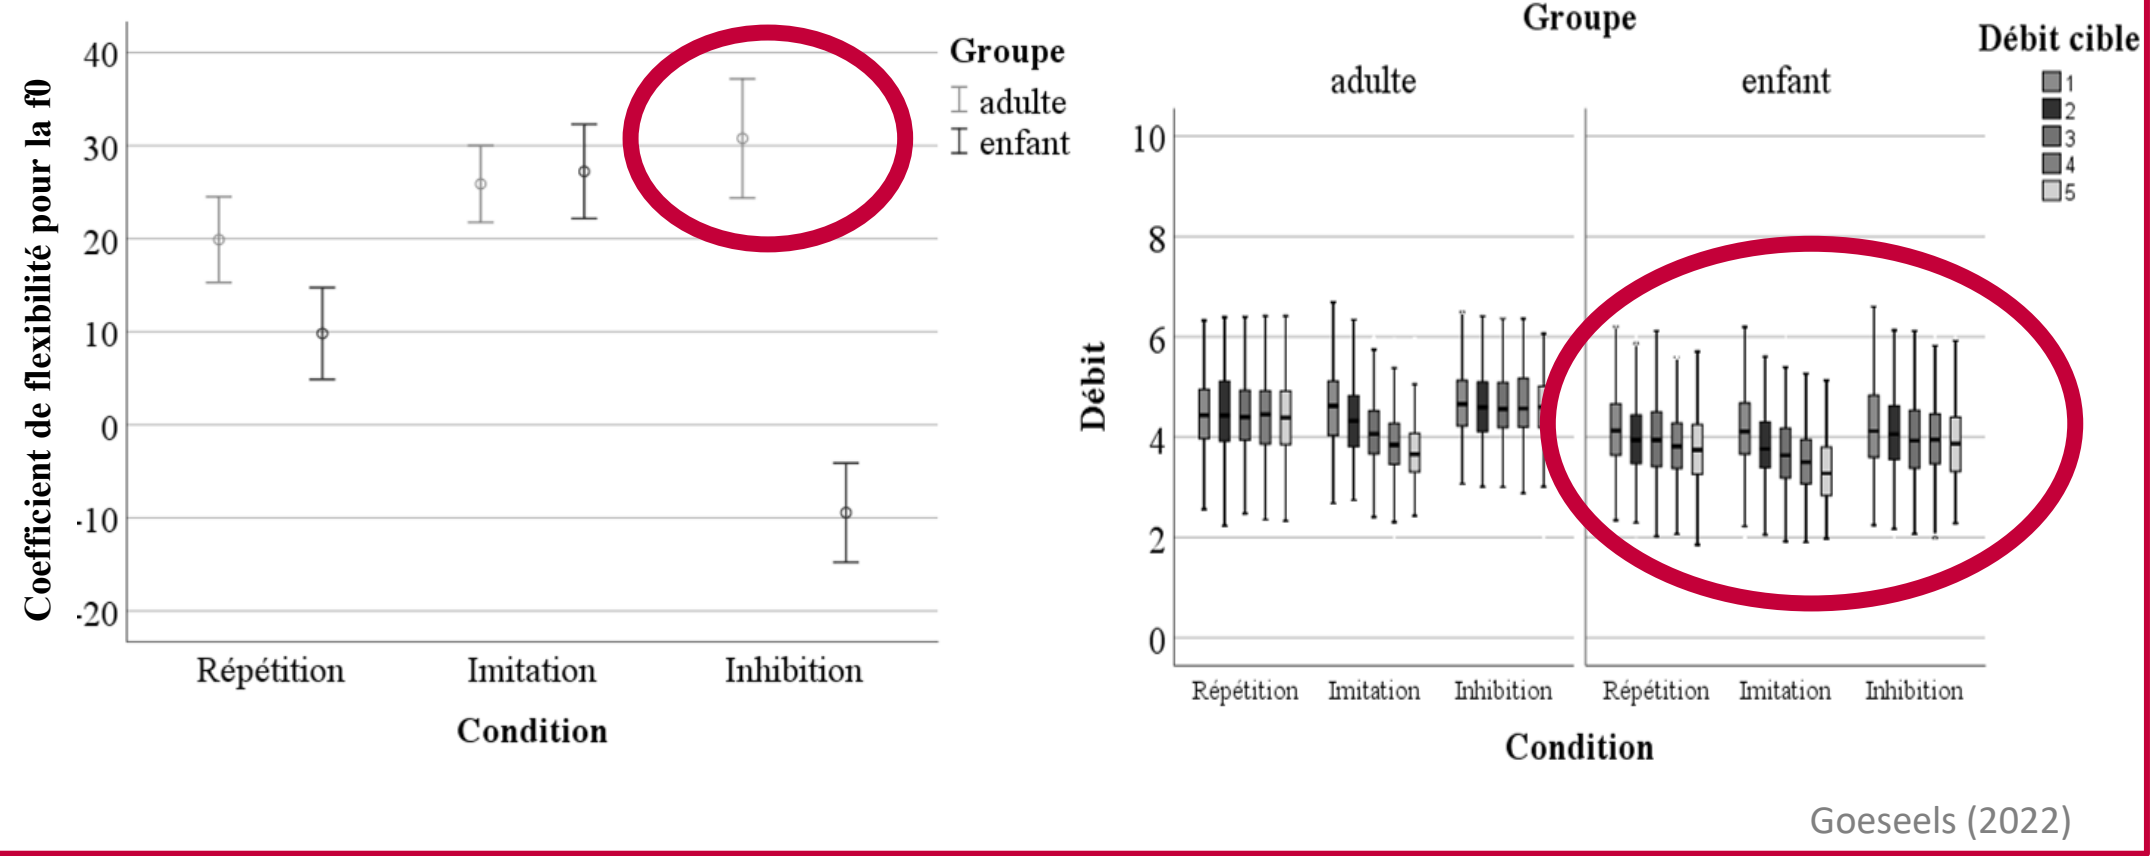 Coefficient de flexibilité pour la f0
40
30
20
10
0
-10
-20
Répétition Imitation Inhibition
Condition
Groupe
adulte
enfant
Groupe
adulte enfant
Débit
10
8
6
4
2
0
Répétition Imitation Inhibition Répétition Imitation Inhibition
Condition
Débit cible
1
2
3
4
5
Goeseels (2022)